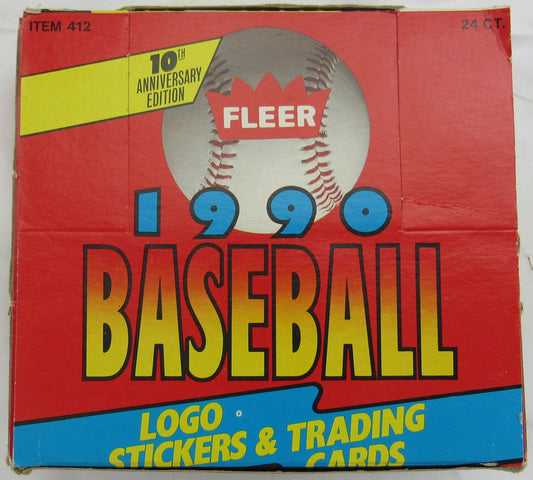 ITEM 412
24 CT.
10TH
ANNIVERSARY
EDITION
FLEER
1990
BASEBALL
LOGO
STICKERS & TRADING
CARDS